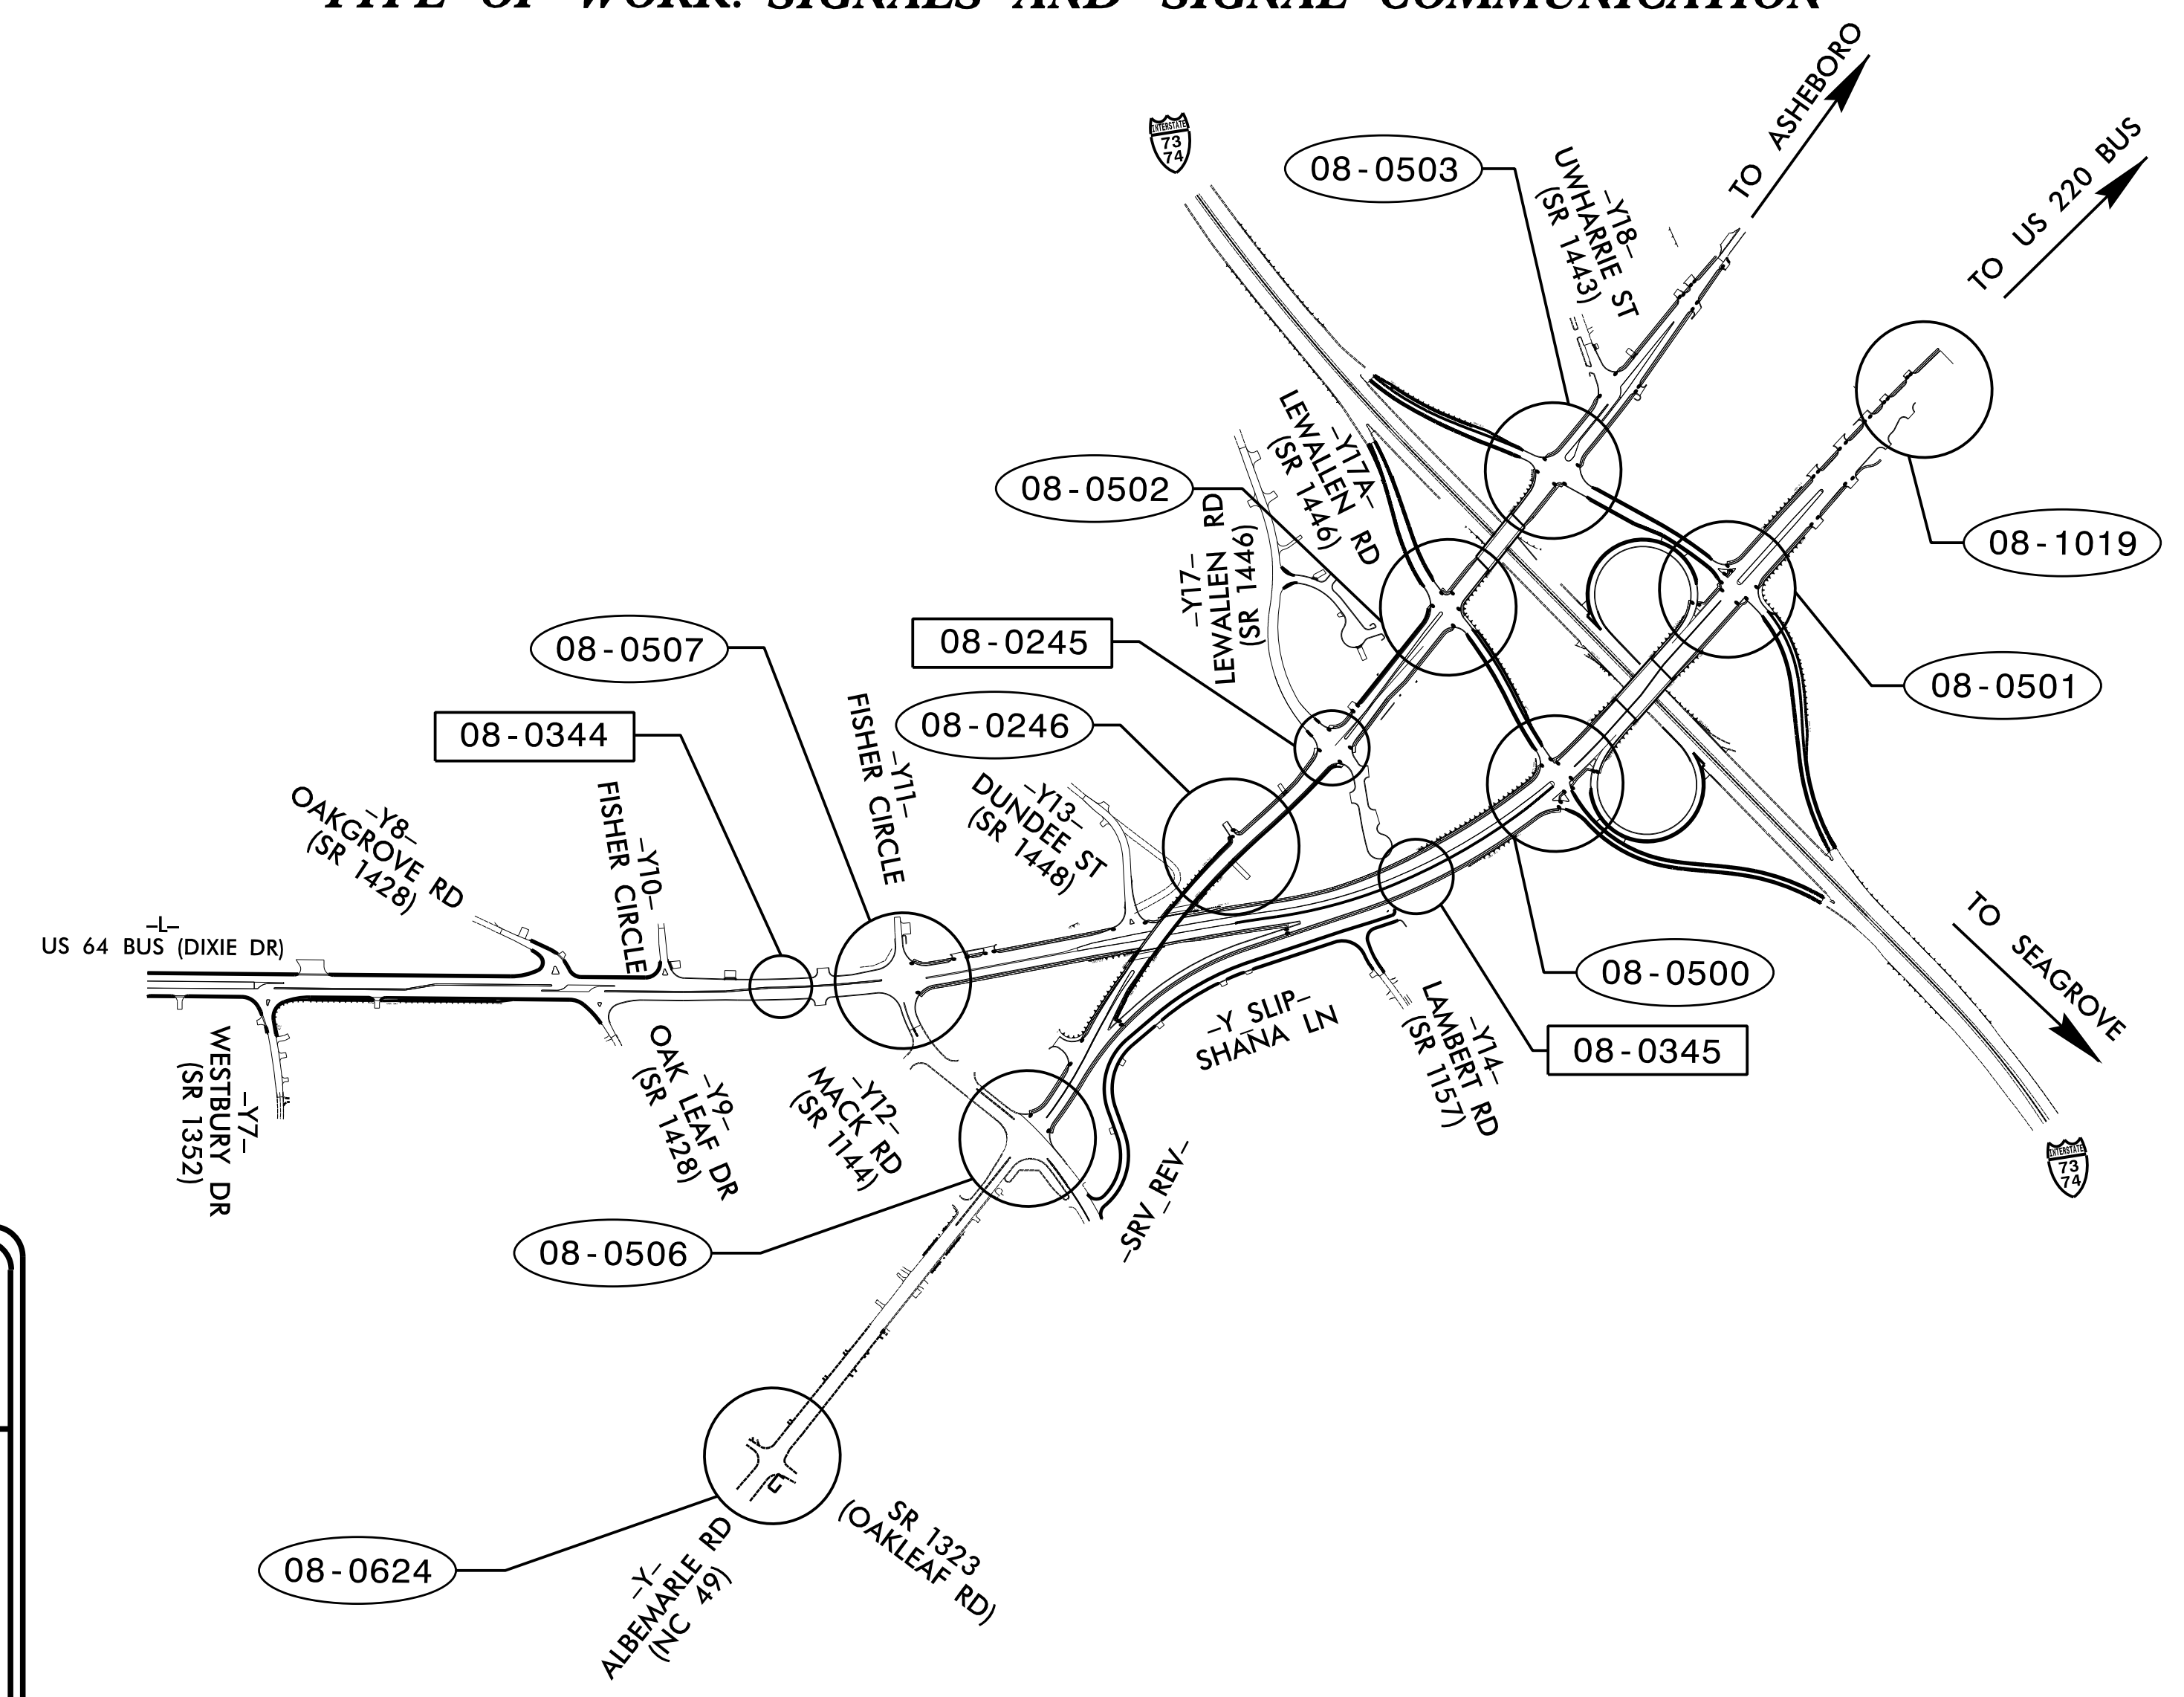 TYPE OF WORK: SIGNALS AND SIGNAL COMMUNICATION
TO ASHEBORO
TO US 220 BUS
INTERSTATE
73
74
08-0503
-Y18-
UWHARRIE ST
(SR 1443)
-Y17A-
LEWALLEN RD
(SR 1446)
08-0502
-Y17-
LEWALLEN RD
(SR 1446)
08-1019
08-0507
08-0245
08-0501
08-0344
08-0246
-Y11-
FISHER CIRCLE
-Y13-
DUNDEE ST
(SR 1448)
-Y8-
OAKGROVE RD
(SR 1428)
-Y10-
FISHER CIRCLE
-L-
US 64 BUS (DIXIE DR)
TO SEAGROVE
08-0500
-Y SLIP-
SHANA LN
08-0345
-Y14-
LAMBERT RD
(SR 1157)
-Y7-
WESTBURY DR
(SR 1352)
-Y9-
OAK LEAF DR
(SR 1428)
-Y12-
MACK RD
(SR 1144)
-SRV_REV-
INTERSTATE
73
74
08-0506
08-0624
-Y-
ALBEMARLE RD
(NC 49)
SR 1323
(OAKLEAF RD)